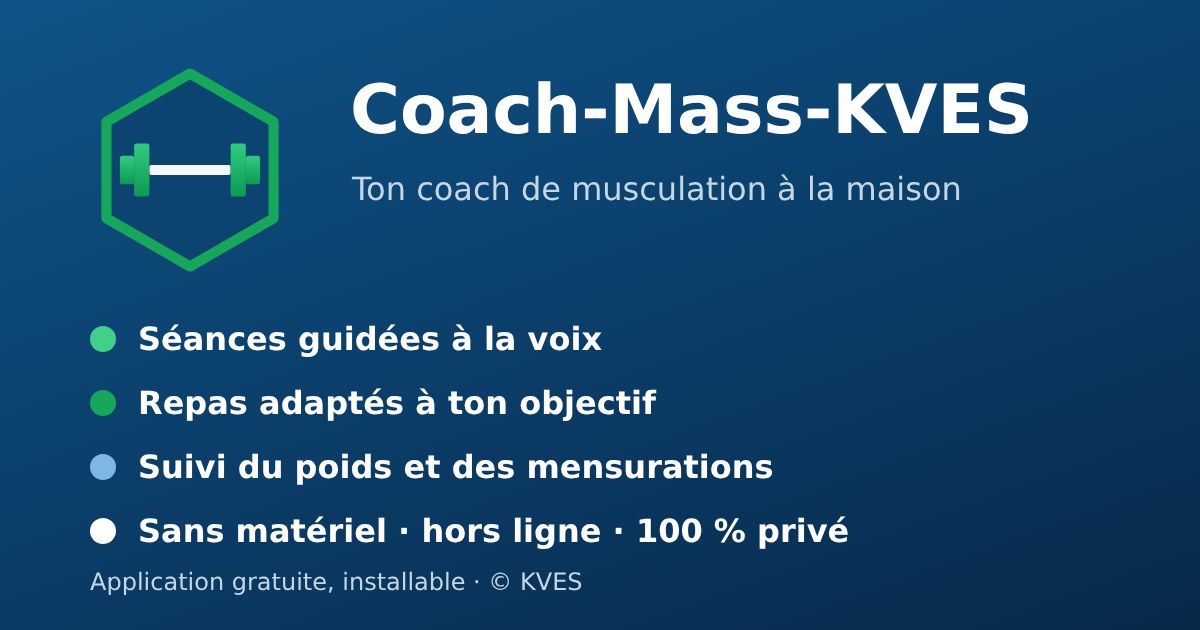 Coach-Mass-KVES
Ton coach de musculation à la maison
Séances guidées à la voix
Repas adaptés à ton objectif
Suivi du poids et des mensurations
Sans matériel · hors ligne · 100 % privé
Application gratuite, installable · © KVES